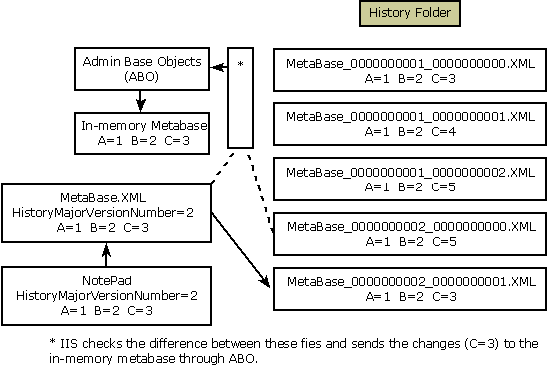 History Folder
Admin Base Objects
(ABO)
*
In-memory Metabase
A=1 B=2 C=3
MetaBase.XML
HistoryMajorVersionNumber=2
A=1 B=2 C=3
NotePad
HistoryMajorVersionNumber=2
A=1 B=2 C=3
MetaBase_0000000001_0000000000.XML
A=1 B=2 C=3
MetaBase_0000000001_0000000001.XML
A=1 B=2 C=4
MetaBase_0000000001_0000000002.XML
A=1 B=2 C=5
MetaBase_0000000002_0000000000.XML
A=1 B=2 C=5
MetaBase_0000000002_0000000001.XML
A=1 B=2 C=3
* IIS checks the difference between these fies and sends the changes (C=3) to the
in-memory metabase through ABO.